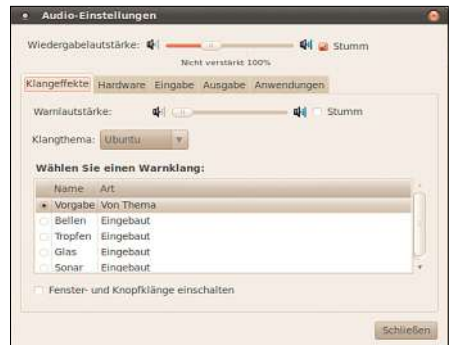 Audio-Einstellungen
Wiedergabelautstärke: Stumm
Nicht verstärkt 100%
Klangeffekte Hardware Eingabe Ausgabe Anwendungen
Warnlautstärke: Stumm
Klangthema: Ubuntu
Wählen Sie einen Warnklang:
Name Art
Vorgabe Von Thema
Bellen Eingebaut
Tropfen Eingebaut
Glas Eingebaut
Sonar Eingebaut
Fenster- und Knopfklänge einschalten
Schließen